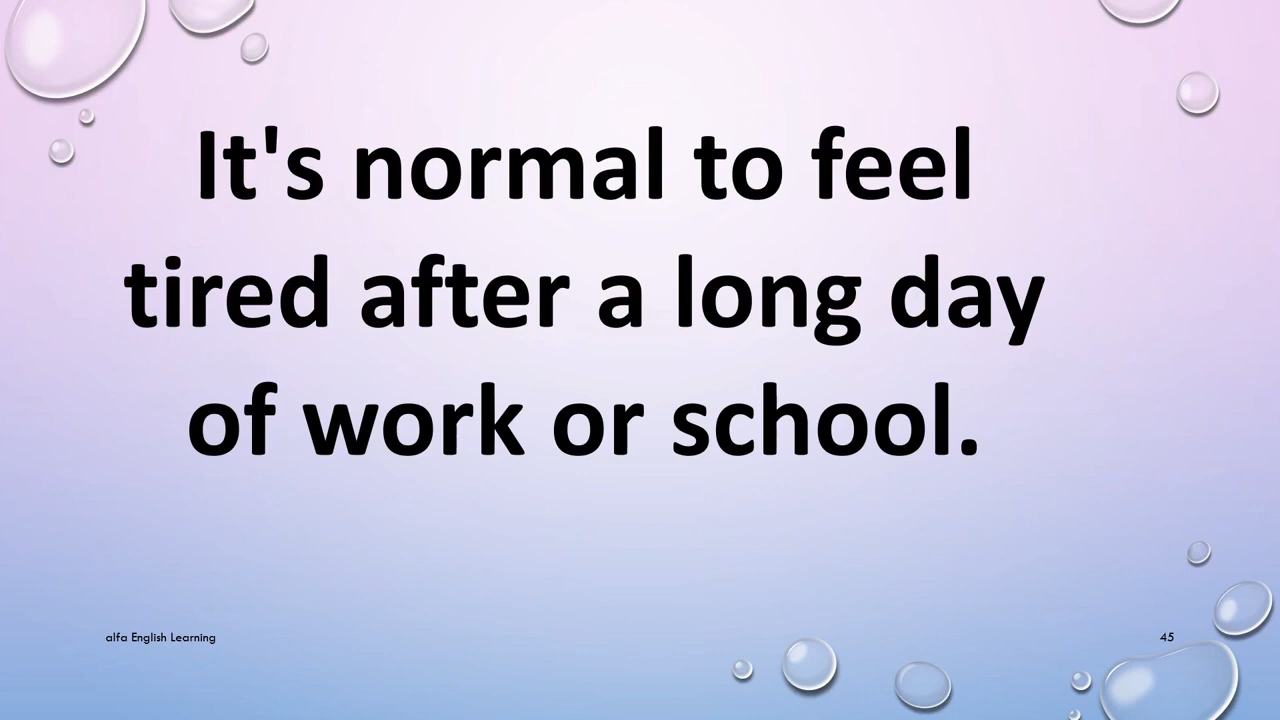 It's normal to feel
tired after a long day
of work or school.
alfa English Learning
45